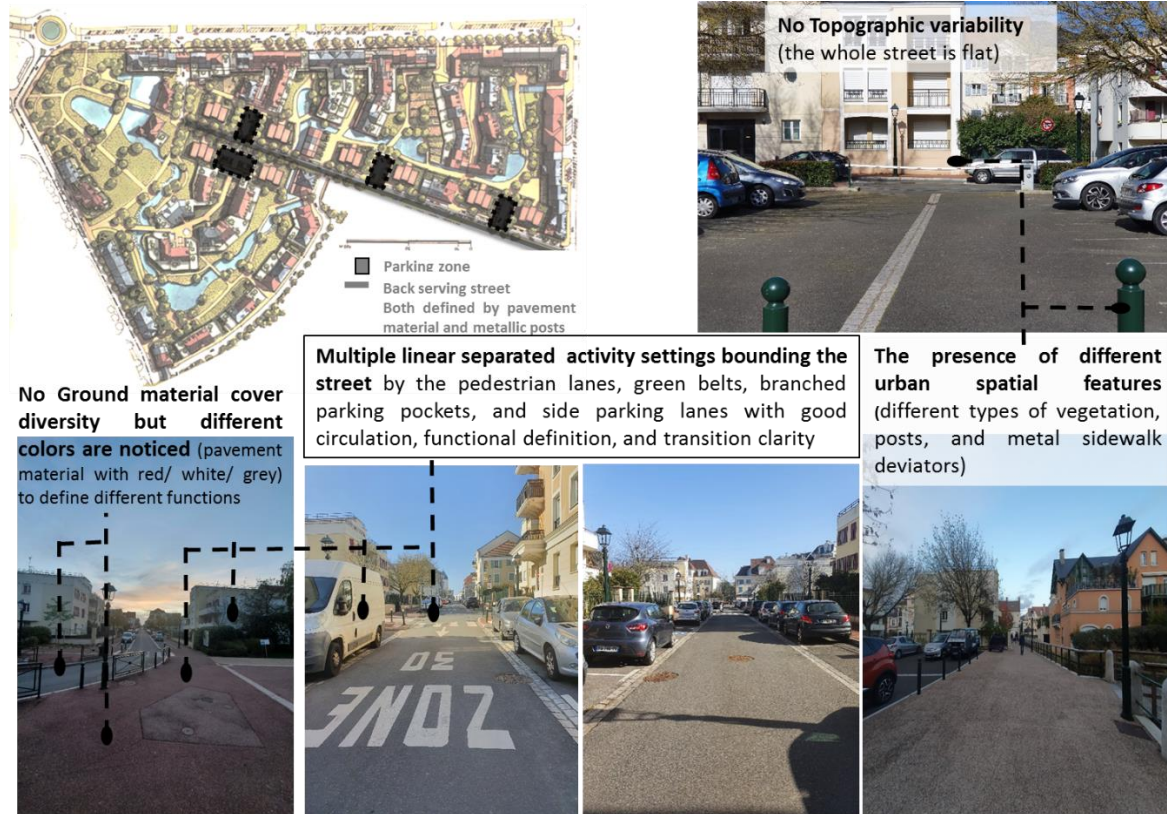 No Topographic variability
(the whole street is flat)
Parking zone
Back serving street
Both defined by pavement
material and metallic posts
No Ground material cover
diversity but different
colors are noticed (pavement
material with red/ white/ grey)
to define different functions
Multiple linear separated activity settings bounding the
street by the pedestrian lanes, green belts, branched
parking pockets, and side parking lanes with good
circulation, functional definition, and transition clarity
The presence of different
urban spatial features
(different types of vegetation,
posts, and metal sidewalk
deviators)
30
ZONE